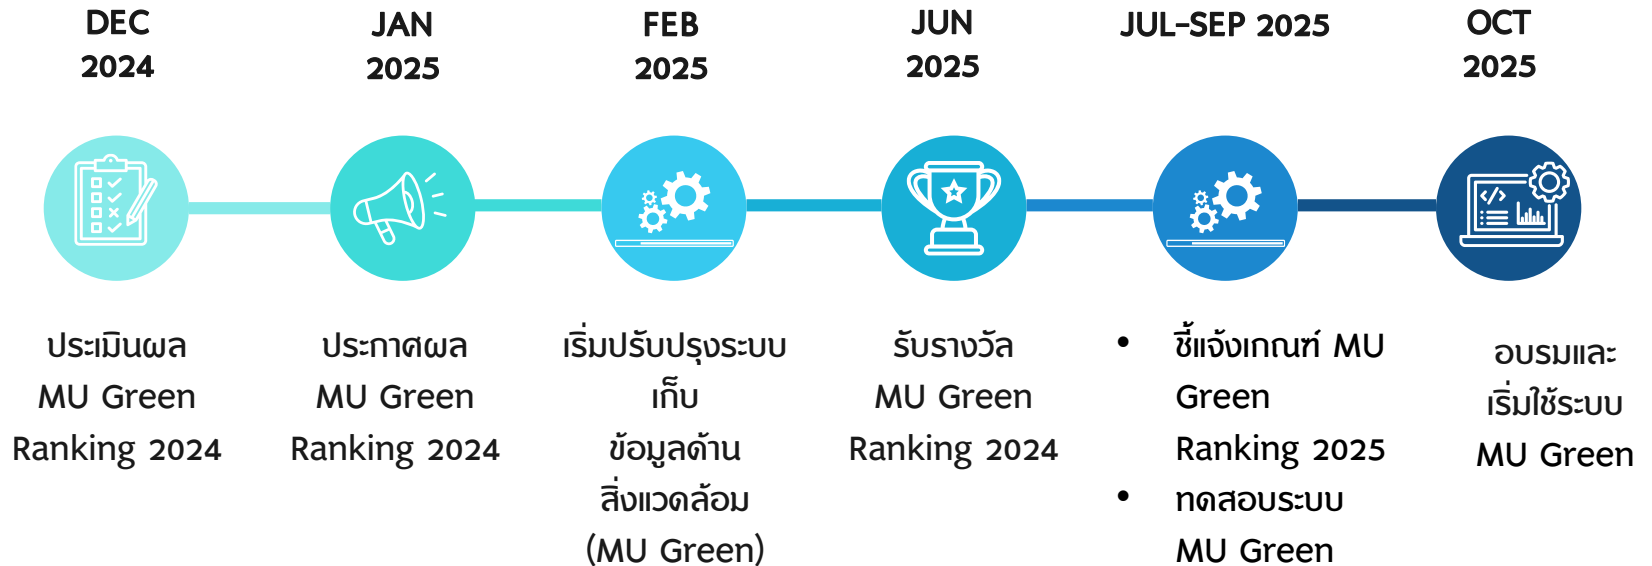 DEC
2024
JAN
2025
FEB
2025
JUN
2025
JUL-SEP 2025
OCT
2025
ประเมินผล
MU Green
Ranking 2024
ประกาศผล
MU Green
Ranking 2024
เริ่มปรับปรุงระบบ
เก็บ
ข้อมูลด้าน
สิ่งแวดล้อม
(MU Green)
รับรางวัล
MU Green
Ranking 2024
• ชี้แจ้งเกณฑ์ MU
Green
Ranking 2025
• ทดสอบระบบ
MU Green
อบรมและ
เริ่มใช้ระบบ
MU Green